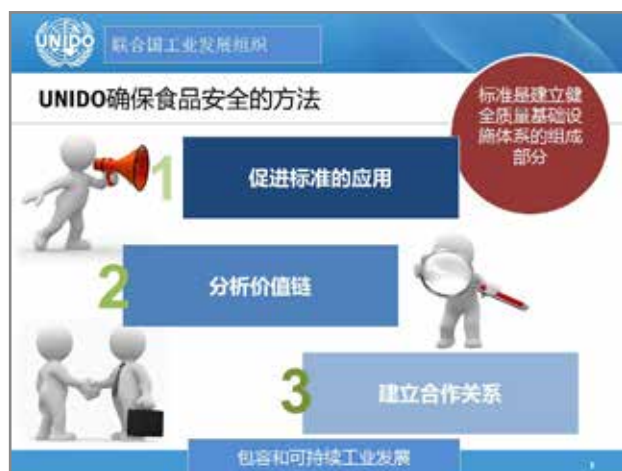 UNIDO
联合国工业发展组织
UNIDO确保食品安全的方法
标准是建立健
全质量基础设
施体系的组成
部分
1
促进标准的应用
2
分析价值链
3
建立合作关系
包容和可持续工业发展